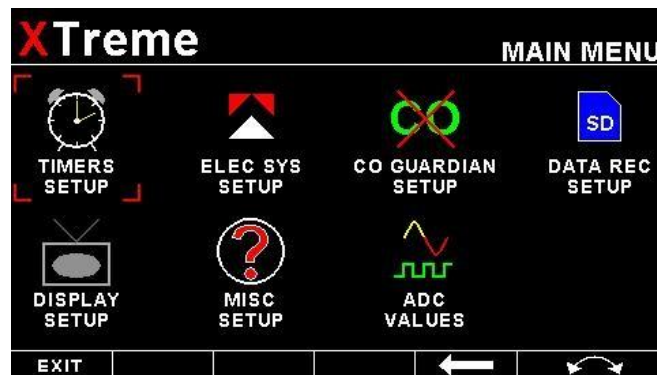 XTreme
MAIN MENU
TIMERS
SETUP
ELEC SYS
SETUP
CO
CO GUARDIAN
SETUP
SD
DATA REC
SETUP
DISPLAY
SETUP
?
MISC
SETUP
ADC
VALUES
EXIT